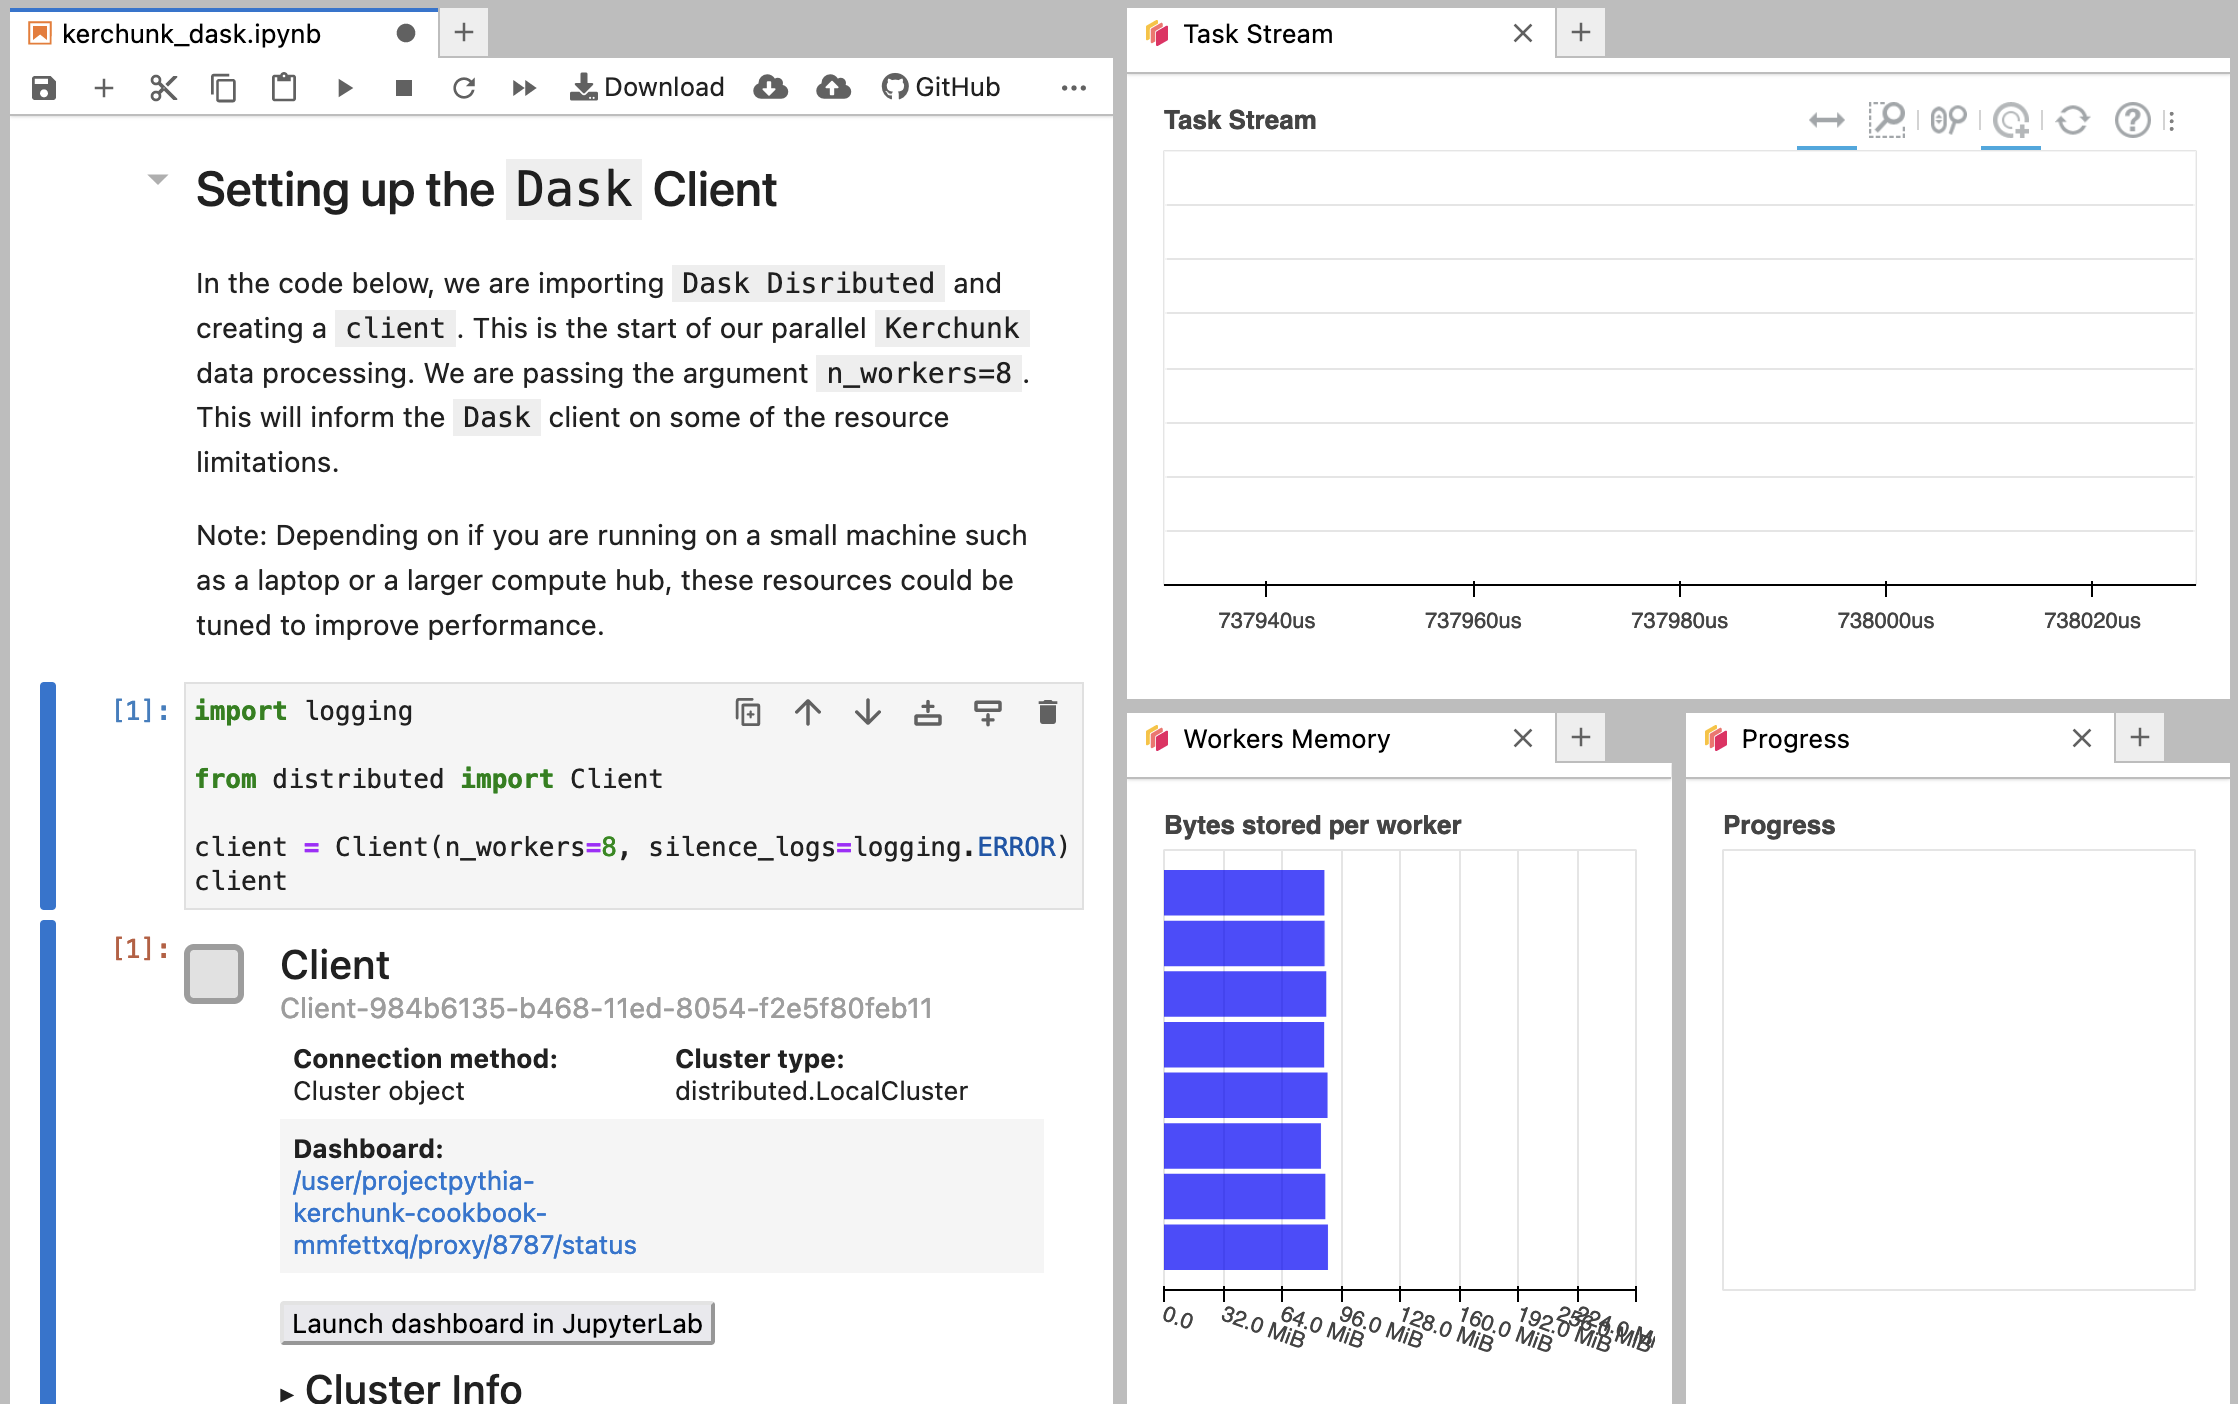 kerchunk_dask.ipynb
Download
GitHub
Setting up the Dask Client
In the code below, we are importing Dask Disributed and
creating a client. This is the start of our parallel Kerchunk
data processing. We are passing the argument n_workers=8.
This will inform the Dask client on some of the resource
limitations.
Note: Depending on if you are running on a small machine such
as a laptop or a larger compute hub, these resources could be
tuned to improve performance.
[1]:
import logging
from distributed import Client
client = Client(n_workers=8, silence_logs=logging.ERROR)
client
[1]:
Client
Client-984b6135-b468-11ed-8054-f2e5f80feb11
Connection method:
Cluster object
Cluster type:
distributed.LocalCluster
Dashboard:
/user/projectpythia-
kerchunk-cookbook-
mmfettxq/proxy/8787/status
Launch dashboard in JupyterLab
Cluster Info
Task Stream
Task Stream
737940us
737960us
737980us
738000us
738020us
Workers Memory
Bytes stored per worker
0.0
32.0 MiB
64.0 MiB
96.0 MiB
128.0 MiB
160.0 MiB
192.0 MiB
Progress
Progress